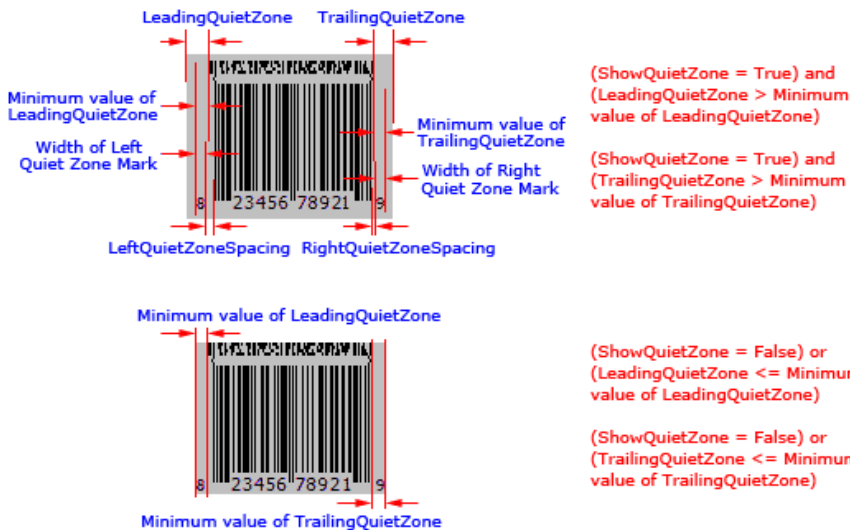 LeadingQuietZone TrailingQuietZone
Minimum value of
LeadingQuietZone
Width of Left
Quiet Zone Mark
Minimum value of
TrailingQuietZone
Width of Right
Quiet Zone Mark
8 23456 78921 9
LeftQuietZoneSpacing RightQuietZoneSpacing
(ShowQuietZone = True) and
(LeadingQuietZone > Minimum
value of LeadingQuietZone)
(ShowQuietZone = True) and
(TrailingQuietZone > Minimum
value of TrailingQuietZone)
Minimum value of LeadingQuietZone
8 23456 78921 9
Minimum value of TrailingQuietZone
(ShowQuietZone = False) or
(LeadingQuietZone <= Minimum
value of LeadingQuietZone)
(ShowQuietZone = False) or
(TrailingQuietZone <= Minimum
value of TrailingQuietZone)